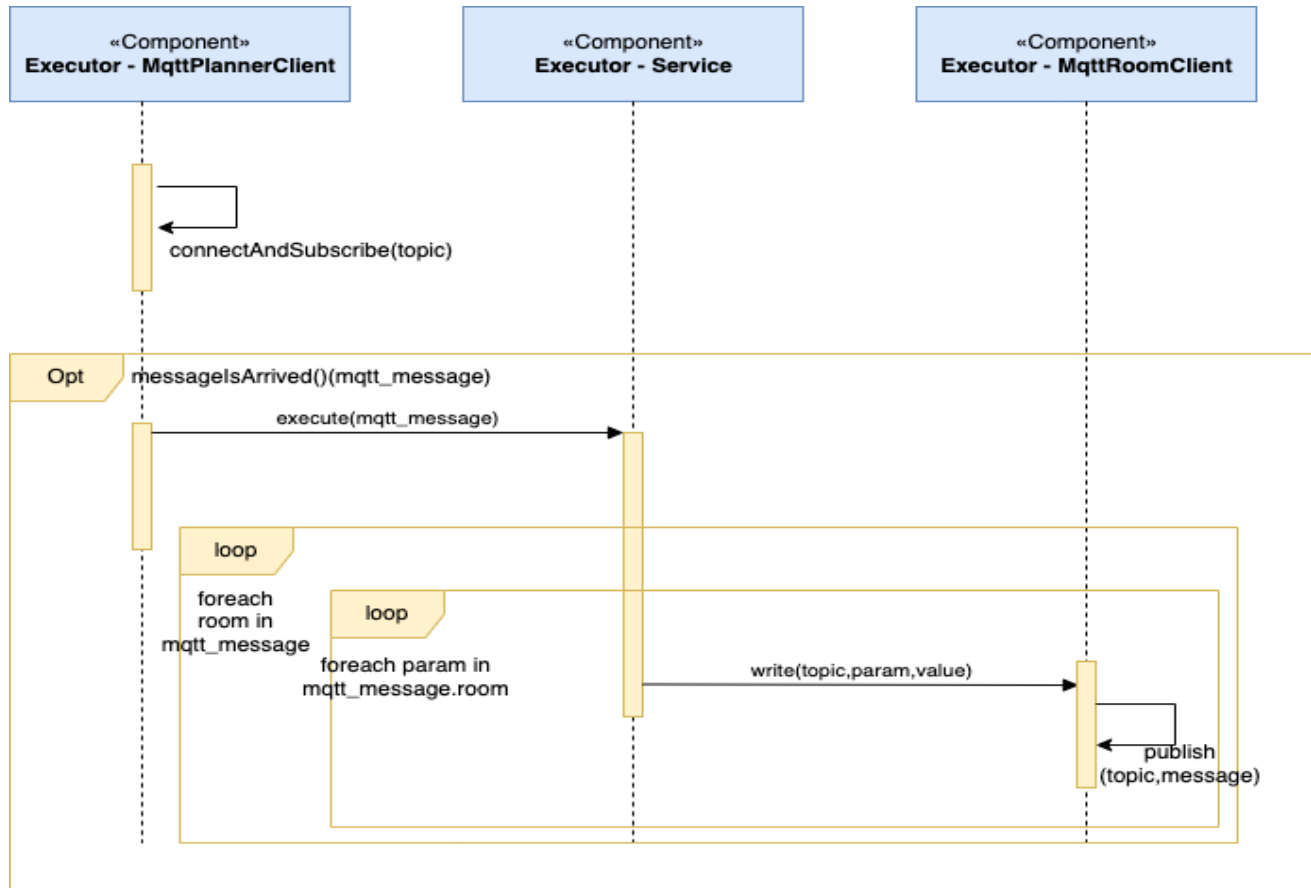 «Component»
Executor - MqttPlannerClient
«Component»
Executor - Service
«Component»
Executor - MqttRoomClient
connectAndSubscribe(topic)
Opt
messageIsArrived()(mqtt_message)
execute(mqtt_message)
loop
foreach
room in
mqtt_message
loop
foreach param in
mqtt_message.room
write(topic,param,value)
publish
(topic,message)